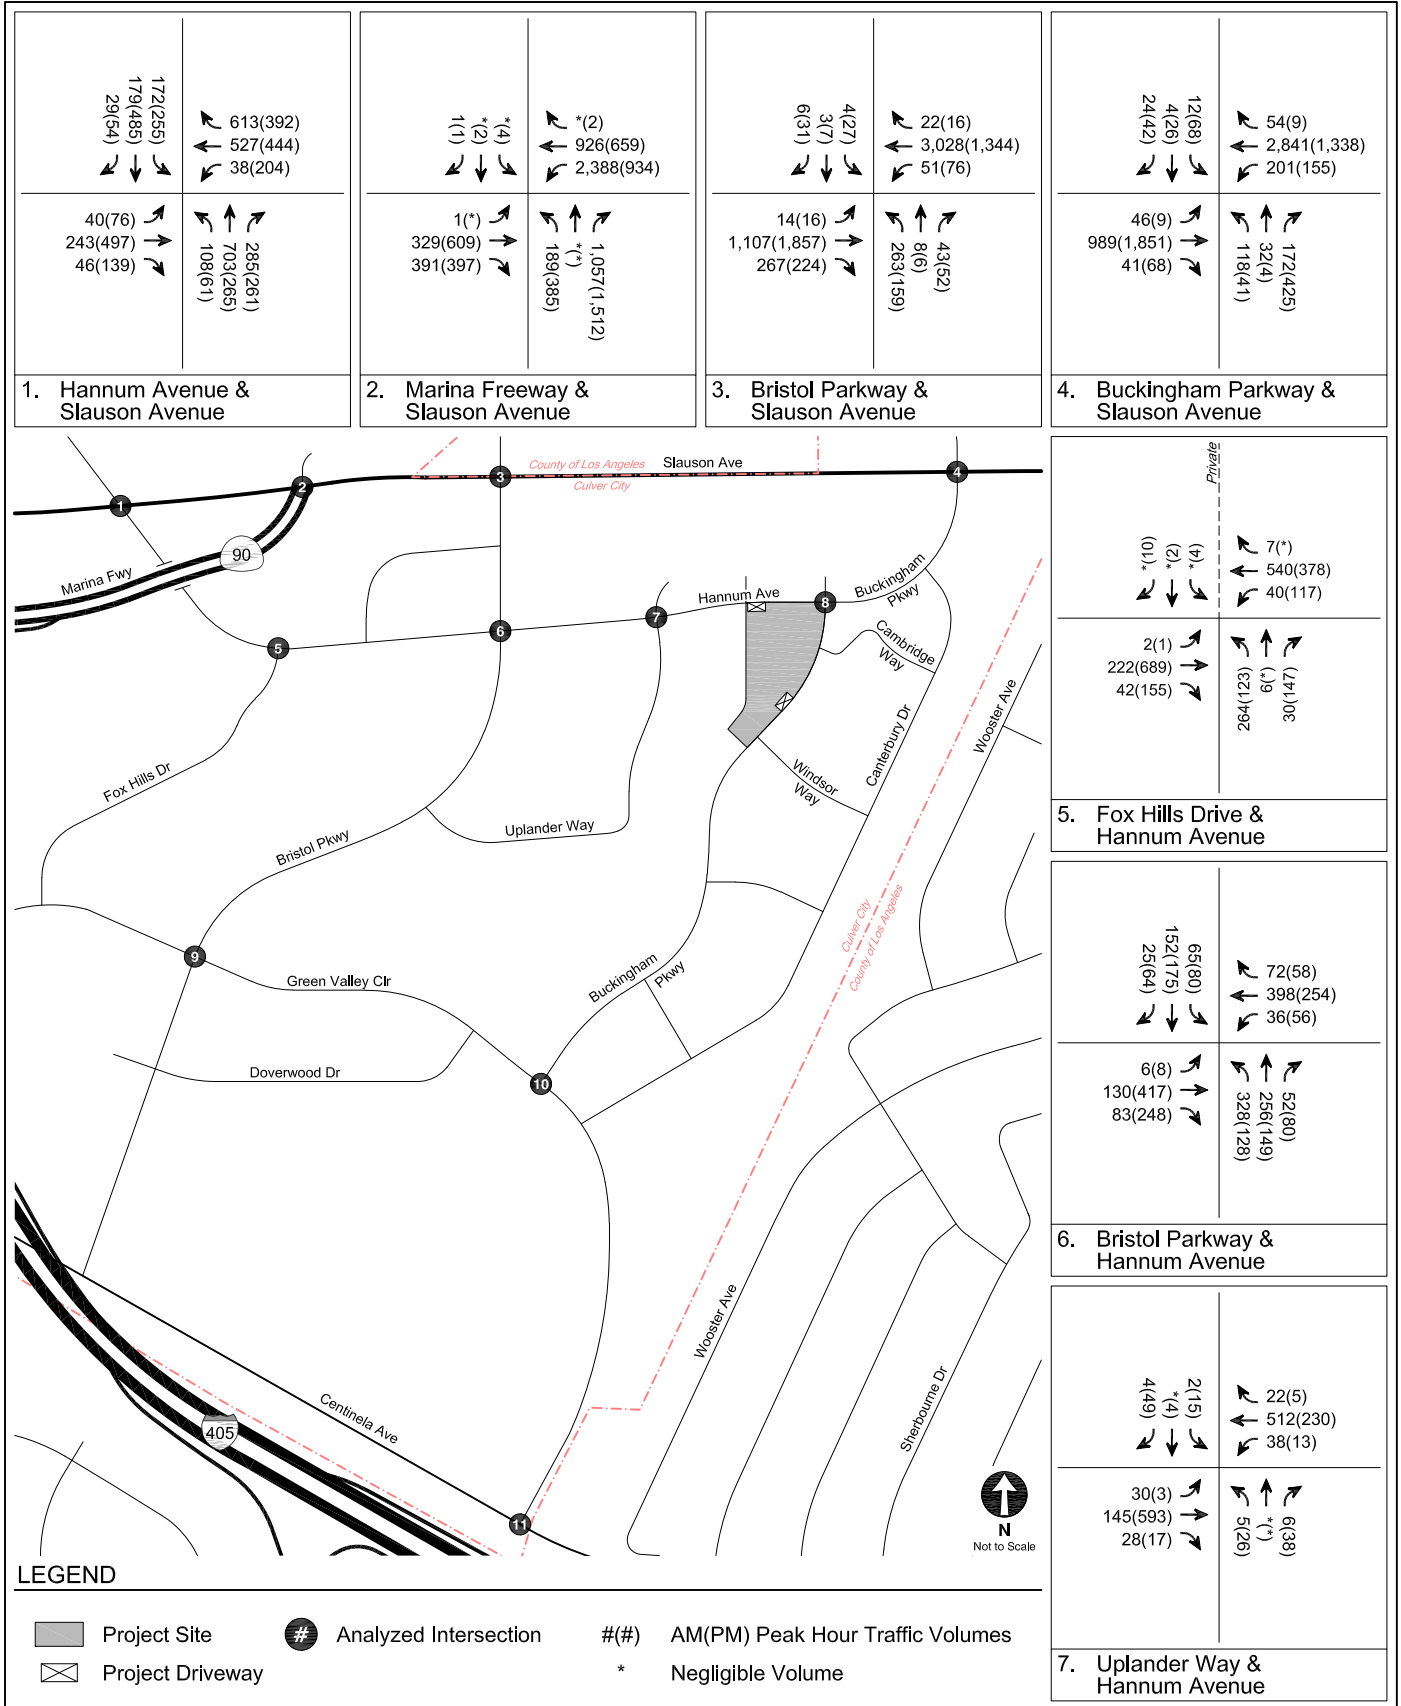 172(255)
179(485)
29(54)
613(392)
527(444)
38(204)
40(76)
243(497)
46(139)
108(61)
703(265)
285(261)
1. Hannum Avenue &
Slauson Avenue
*(4)
*(2)
1(1)
*(2)
926(659)
2,388(934)
1(*)
329(609)
391(397)
189(385)
*(*)
1,057(1,512)
2. Marina Freeway &
Slauson Avenue
4(27)
3(7)
6(31)
22(16)
3,028(1,344)
51(76)
14(16)
1,107(1,857)
267(224)
263(159)
8(6)
43(52)
3. Bristol Parkway &
Slauson Avenue
12(68)
4(26)
24(42)
54(9)
2,841(1,338)
201(155)
46(9)
989(1,851)
41(68)
118(41)
32(4)
172(425)
4. Buckingham Parkway &
Slauson Avenue
County of Los Angeles
Slauson Ave
Culver City
1
2
3
4
90
Marina Fwy
Hannum Ave
Buckingham
Pkwy
5
6
7
8
Cambridge
Way
Wooster Ave
Canterbury Dr
Windsor
Way
Fox Hills Dr
Uplander Way
Bristol Pkwy
Culver City
County of Los Angeles
9
Green Valley Clr
Buckingham
Pkwy
Doverwood Dr
10
Wooster Ave
Sherbourne Dr
Centinela Ave
405
11
N
Not to Scale
Private
*(4)
*(2)
*(10)
7(*)
540(378)
40(117)
2(1)
222(689)
42(155)
264(123)
6(*)
30(147)
5. Fox Hills Drive &
Hannum Avenue
65(80)
152(175)
25(64)
72(58)
398(254)
36(56)
6(8)
130(417)
83(248)
328(128)
256(149)
52(80)
6. Bristol Parkway &
Hannum Avenue
2(15)
*(4)
4(49)
22(5)
512(230)
38(13)
30(3)
145(593)
28(17)
5(26)
*(*)
6(38)
7. Uplander Way &
Hannum Avenue
LEGEND
Project Site
# Analyzed Intersection
#(#) AM(PM) Peak Hour Traffic Volumes
Project Driveway
* Negligible Volume